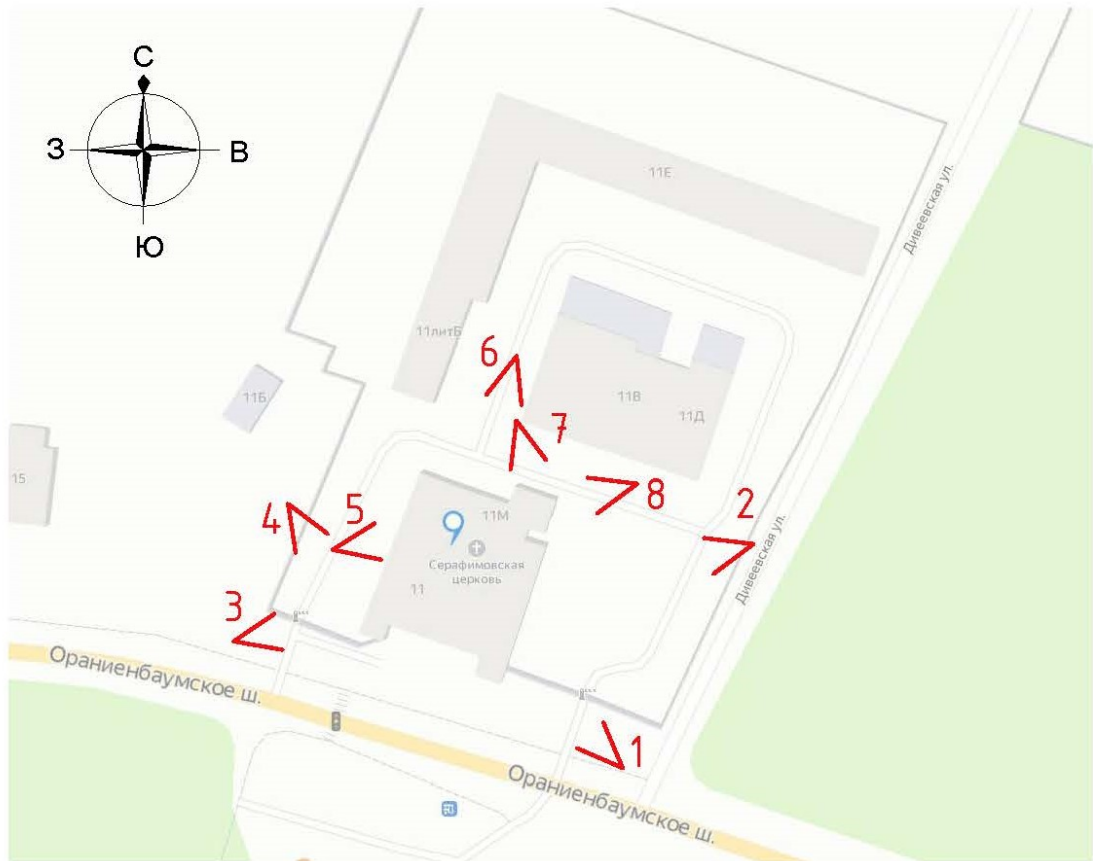 С
З
В
Ю
11Е
Дивеевская ул.
11литБ
6
11Б
11В
11Д
7
15
8
4
5
2
11М
Серафимовская
церковь
11
Дивеевская ул.
3
Ораниенбаумское ш.
1
Ораниенбаумское ш.